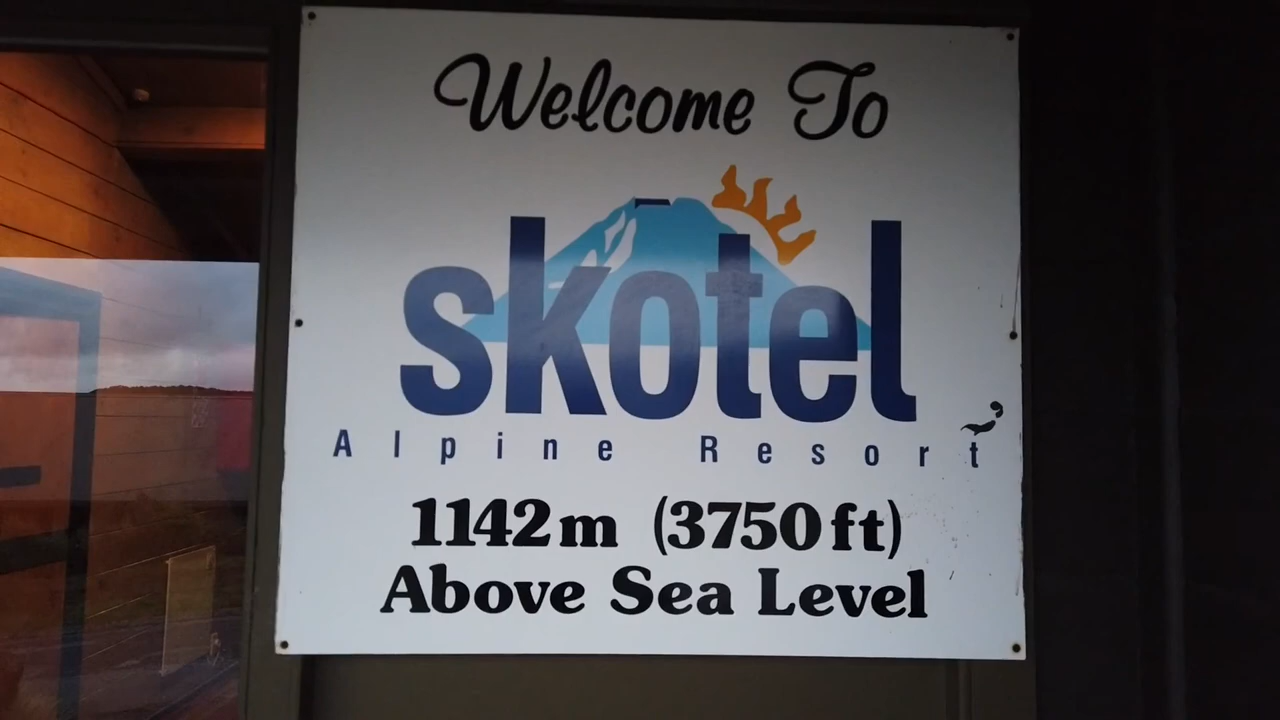 Welcome To
skotel
Alpine Resort
1142m (3750ft)
Above Sea Level